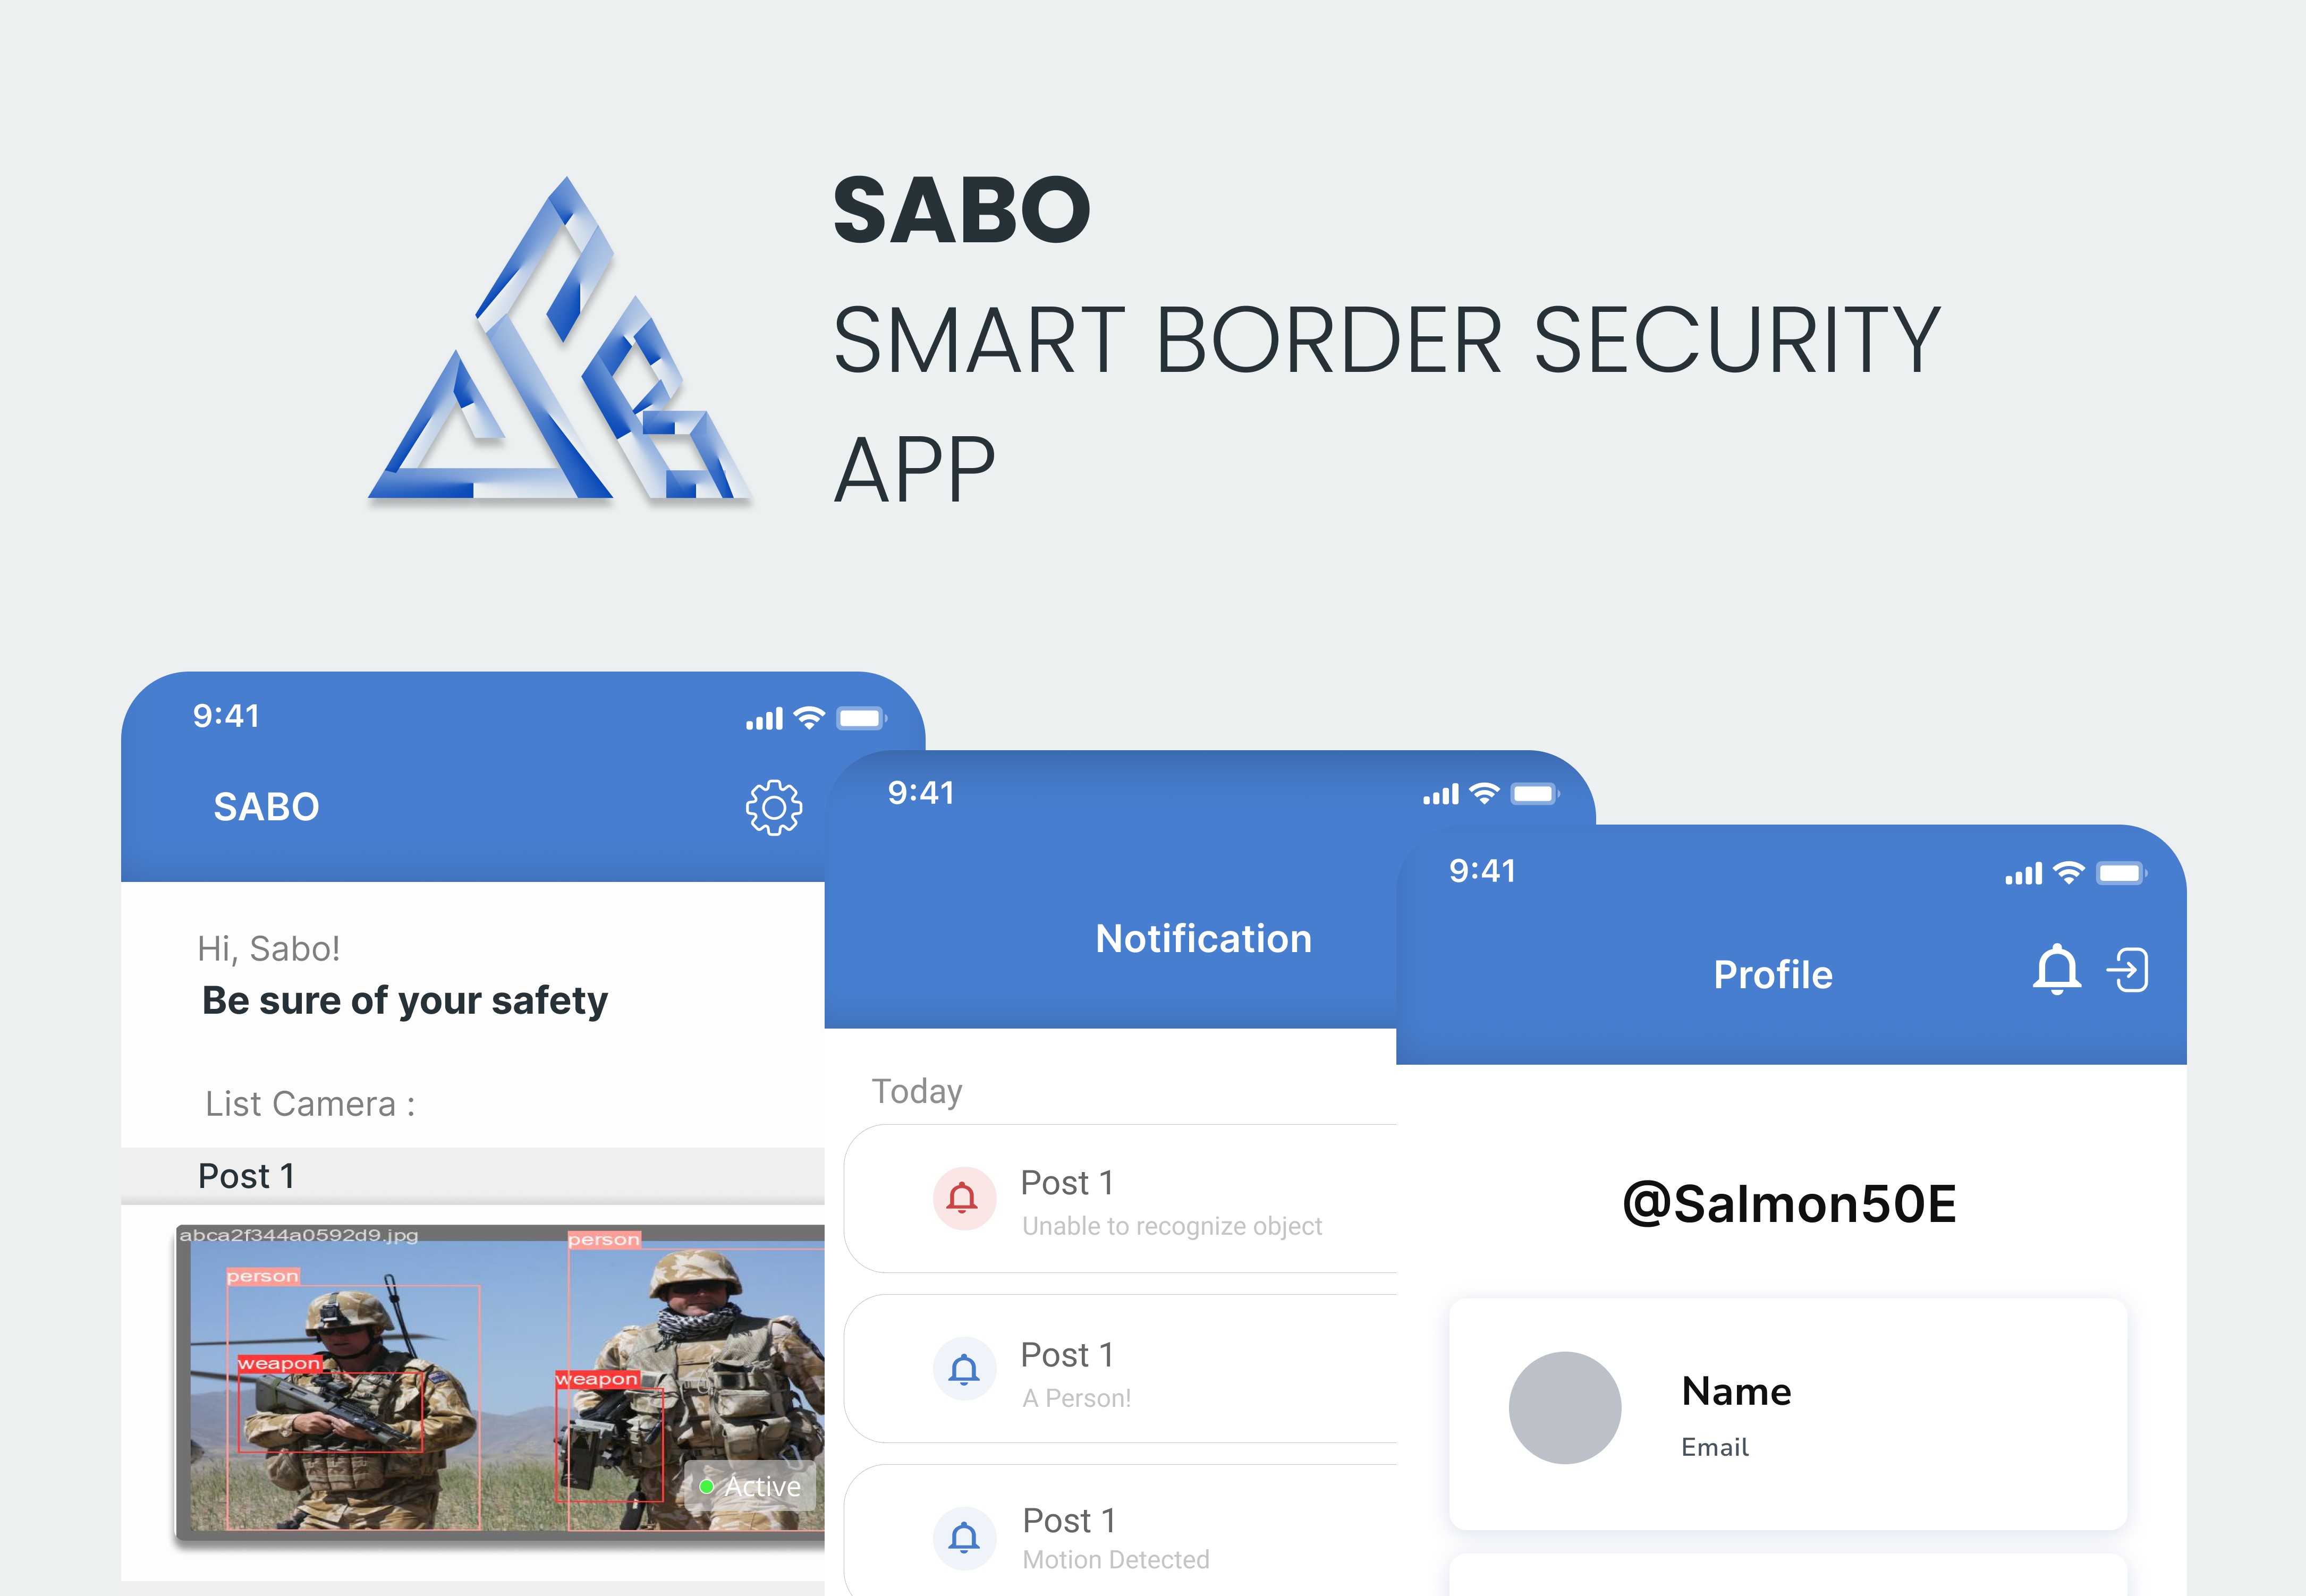 SABO
SMART BORDER SECURITY
APP
9:41
SABO
Hi, Sabo!
Be sure of your safety
List Camera :
Post 1
abca2f344a0592d9.jpg
person
person
weapon
weapon
Active
9:41
Notification
Today
Post 1
Unable to recognize object
Post 1
A Person!
Post 1
Motion Detected
9:41
Profile
@Salmon50E
Name
Email